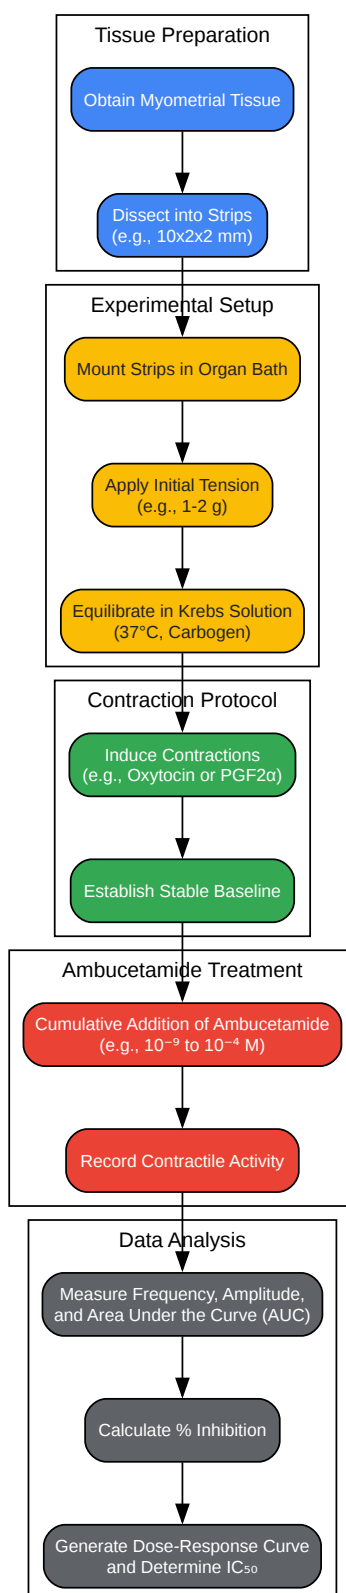 Tissue Preparation
Obtain Myometrial Tissue
Dissect into Strips
(e.g., 10x2x2 mm)
Experimental Setup
Mount Strips in Organ Bath
Apply Initial Tension
(e.g., 1-2 g)
Equilibrate in Krebs Solution
(37°C, Carbogen)
Contraction Protocol
Induce Contractions
(e.g., Oxytocin or PGF2α)
Establish Stable Baseline
Ambucetamide Treatment
Cumulative Addition of Ambucetamide
(e.g., 10⁻⁹ to 10⁻⁴ M)
Record Contractile Activity
Data Analysis
Measure Frequency, Amplitude,
and Area Under the Curve (AUC)
Calculate % Inhibition
Generate Dose-Response Curve
and Determine IC₅₀